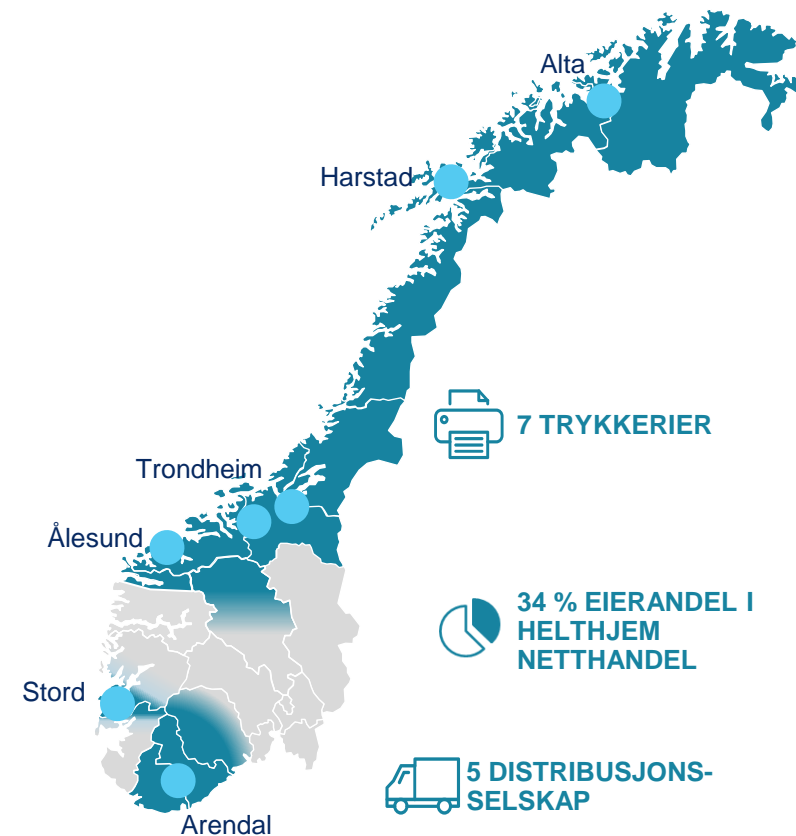 Alta
Harstad
7 TRYKKERIER
Trondheim
Ålesund
34 % EIERANDEL I
HELTHJEM
NETTHANDEL
Stord
5 DISTRIBUSJONS-
SELSKAP
Arendal